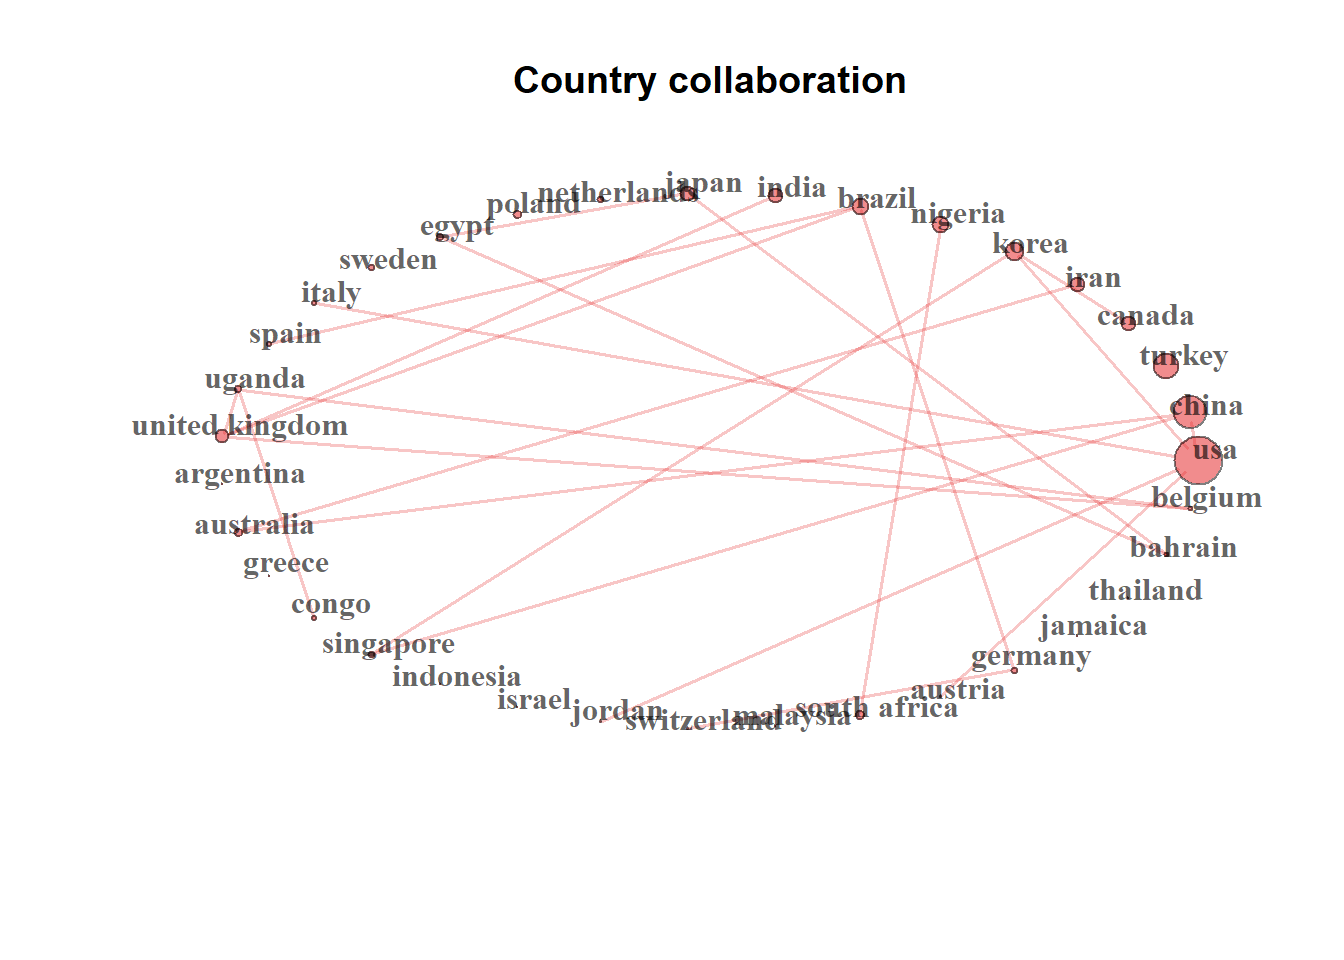 Country collaboration
japan
india
netherlands
brazil
poland
nigeria
egypt
korea
sweden
iran
italy
canada
spain
turkey
uganda
china
united kingdom
usa
argentina
belgium
australia
bahrain
greece
thailand
congo
jamaica
singapore
germany
indonesia
austria
israel
jordan
south africa
switzerland
malaysia